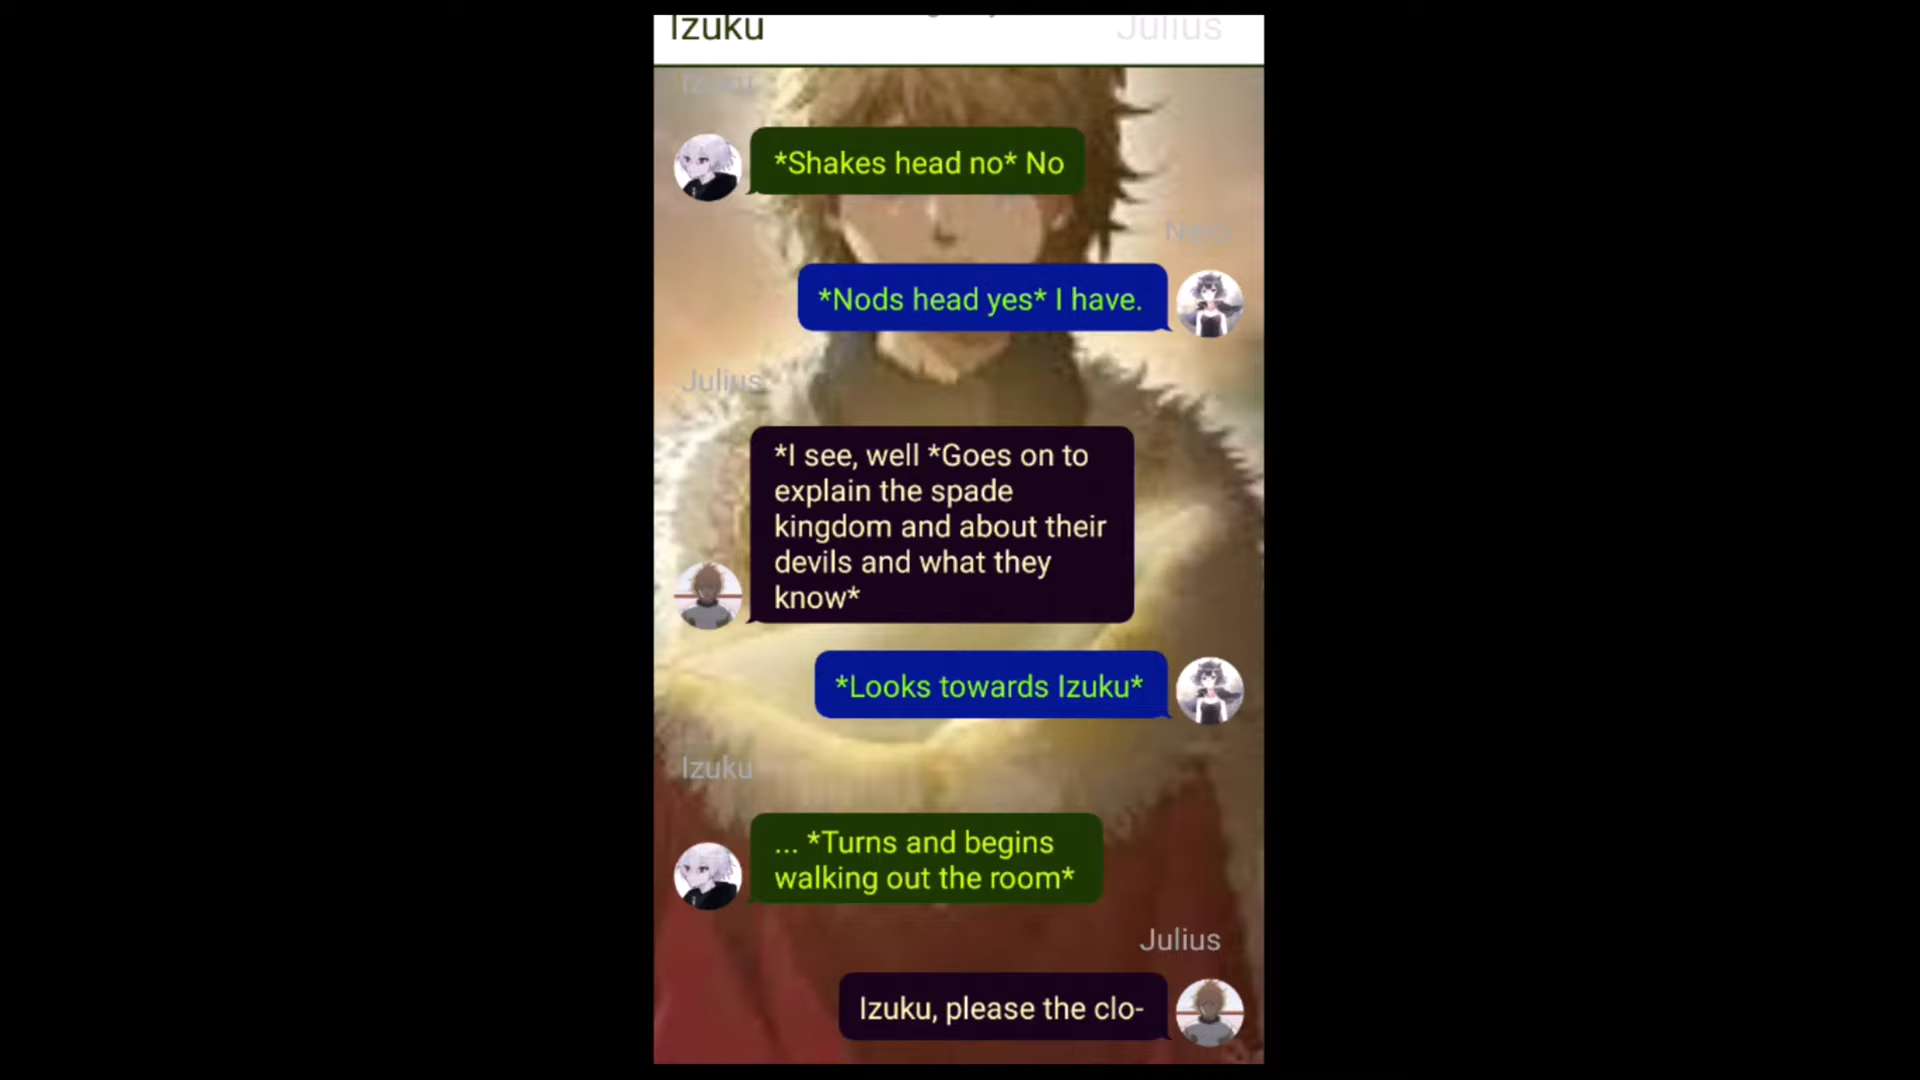 Izuku Julius
Izuku
*Shakes head no* No
Nero
*Nods head yes* I have.
Julius
*I see, well *Goes on to
explain the spade
kingdom and about their
devils and what they
know*
*Looks towards Izuku*
Izuku
... *Turns and begins
walking out the room*
Julius
Izuku, please the clo-